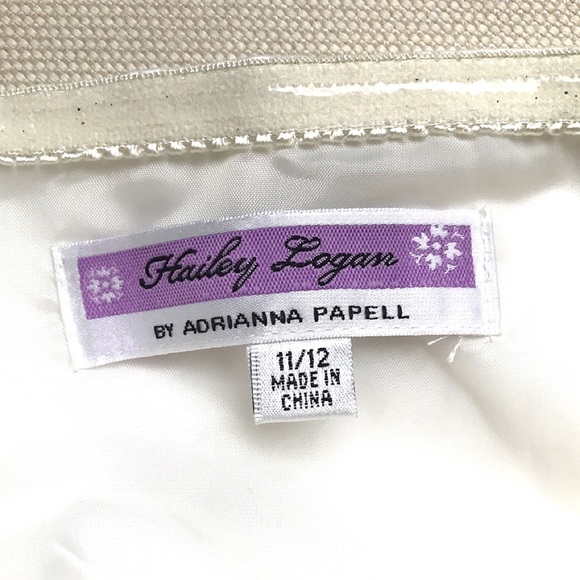 Hailey Logan
BY ADRIANNA PAPELL
11/12
MADE IN
CHINA